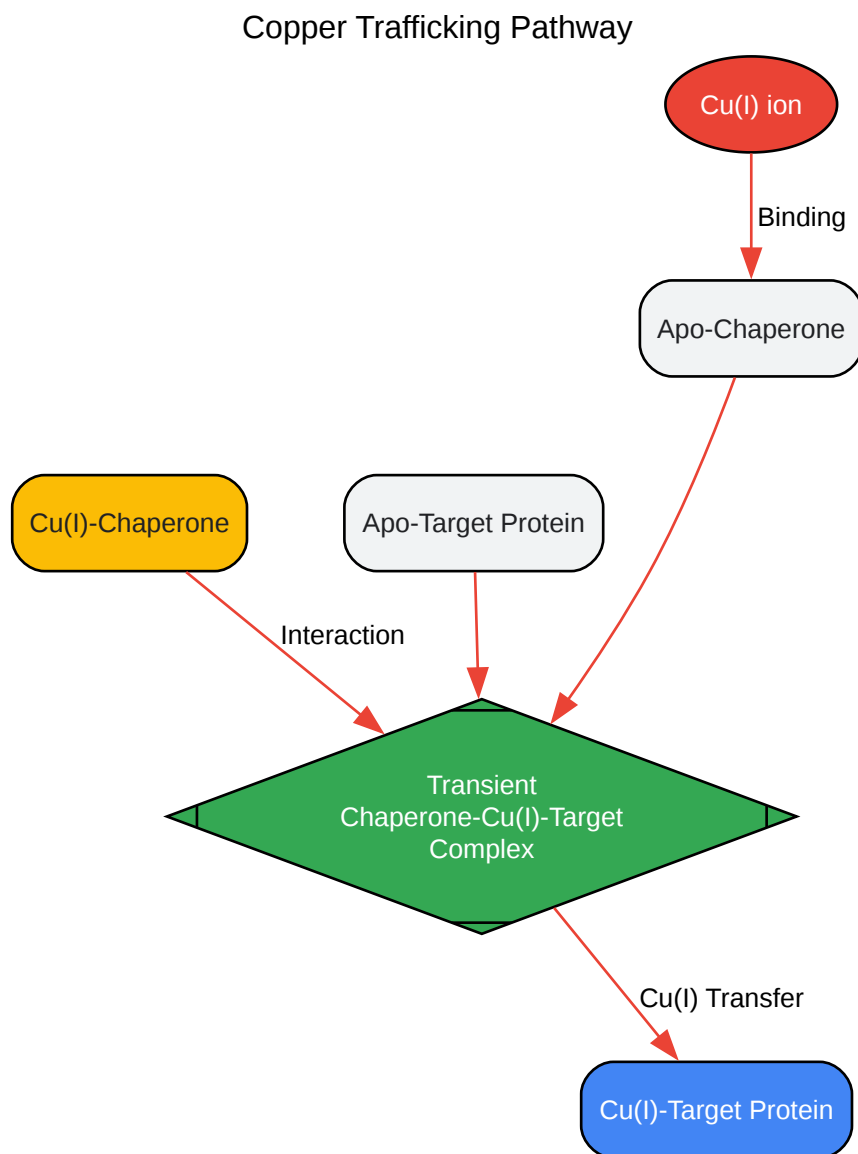 Copper Trafficking Pathway
Cu(I) ion
Binding
Apo-Chaperone
Cu(I)-Chaperone
Apo-Target Protein
Interaction
Transient
Chaperone-Cu(I)-Target
Complex
Cu(I) Transfer
Cu(I)-Target Protein